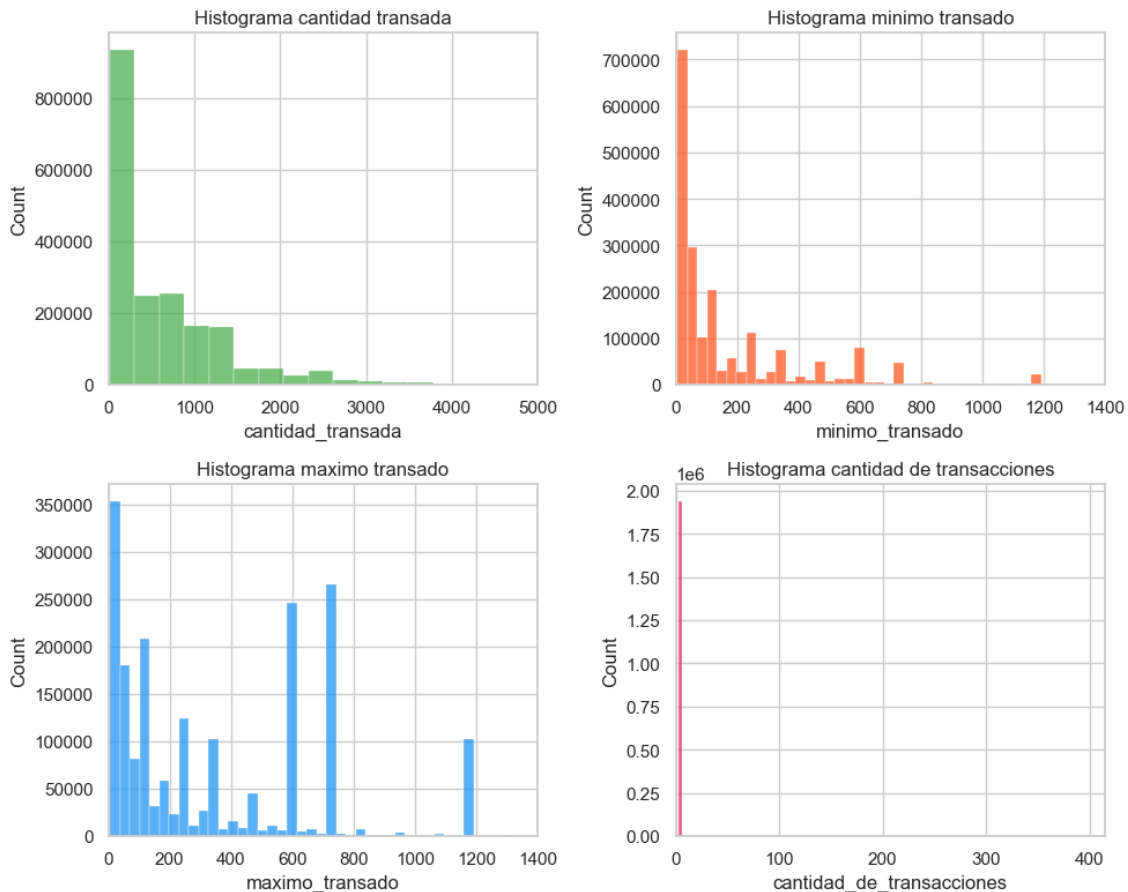 Histograma cantidad transada
Count
800000
600000
400000
200000
0
0 1000 2000 3000 4000 5000
cantidad_transada
Histograma minimo transado
Count
700000
600000
500000
400000
300000
200000
100000
0
0 200 400 600 800 1000 1200 1400
minimo_transado
Histograma maximo transado
Count
350000
300000
250000
200000
150000
100000
50000
0
0 200 400 600 800 1000 1200 1400
maximo_transado
Histograma cantidad de transacciones
1e6
Count
2.00
1.75
1.50
1.25
1.00
0.75
0.50
0.25
0.00
0 100 200 300 400
cantidad_de_transacciones